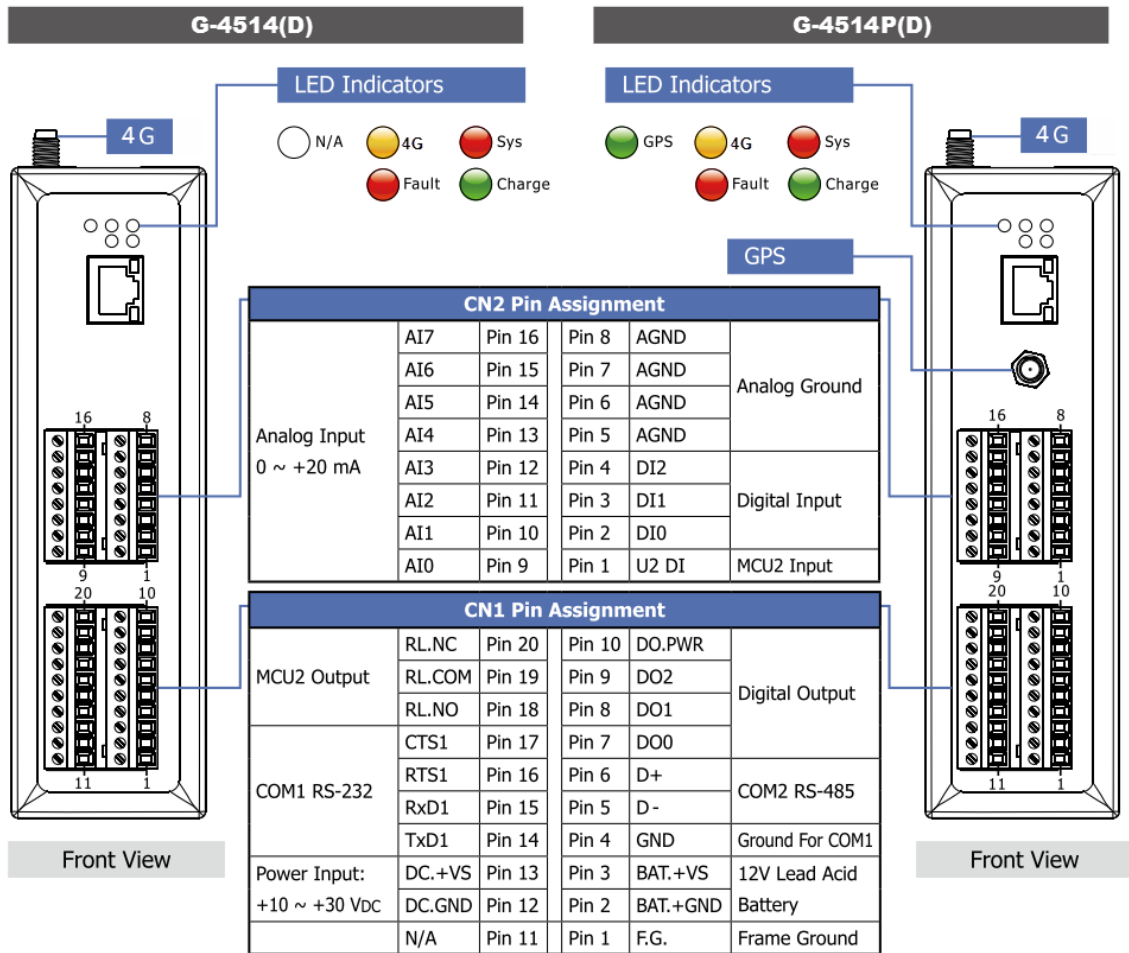 G-4514(D)
G-4514P(D)
LED Indicators
LED Indicators
4G
4G
N/A 4G Sys
Fault Charge
GPS 4G Sys
Fault Charge
GPS
CN2 Pin Assignment
AI7 Pin 16 Pin 8 AGND
AI6 Pin 15 Pin 7 AGND
Analog Ground
AI5 Pin 14 Pin 6 AGND
Analog Input AI4 Pin 13 Pin 5 AGND
0 ~ +20 mA AI3 Pin 12 Pin 4 DI2
AI2 Pin 11 Pin 3 DI1 Digital Input
AI1 Pin 10 Pin 2 DI0
AI0 Pin 9 Pin 1 U2 DI MCU2 Input
CN1 Pin Assignment
RL.NC Pin 20 Pin 10 DO.PWR
MCU2 Output RL.COM Pin 19 Pin 9 DO2
Digital Output
RL.NO Pin 18 Pin 8 DO1
CTS1 Pin 17 Pin 7 DO0
RTS1 Pin 16 Pin 6 D+
COM1 RS-232
COM2 RS-485
RxD1 Pin 15 Pin 5 D-
TxD1 Pin 14 Pin 4 GND Ground For COM1
Power Input: DC.+VS Pin 13 Pin 3 BAT.+VS 12V Lead Acid
+10 ~ +30 VDC DC.GND Pin 12 Pin 2 BAT.+GND Battery
N/A Pin 11 Pin 1 F.G. Frame Ground
16 8
9 1
20 10
11 1
Front View
16 8
9 1
20 10
11 1
Front View